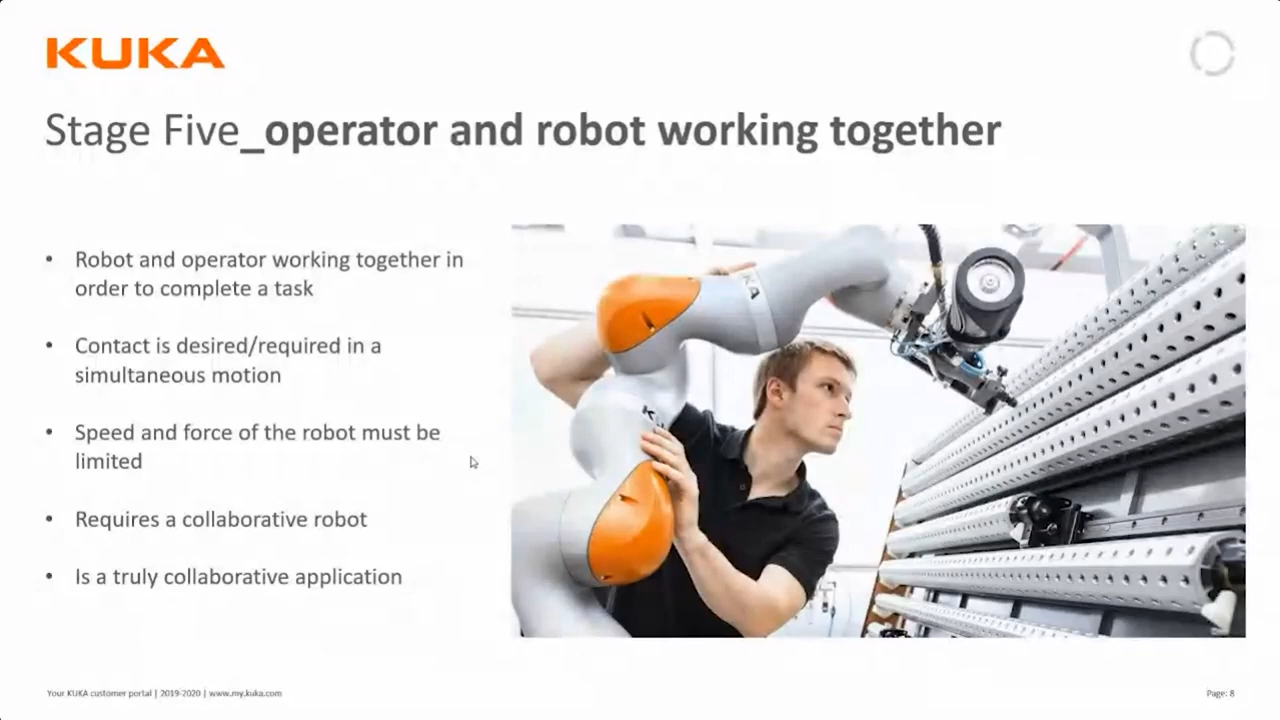 KUKA
Stage Five_operator and robot working together
• Robot and operator working together in
order to complete a task
• Contact is desired/required in a
simultaneous motion
• Speed and force of the robot must be
limited
• Requires a collaborative robot
• Is a truly collaborative application
KUKA
Your KUKA customer portal | 2019-2020 | www.my.kuka.com
Page: 8